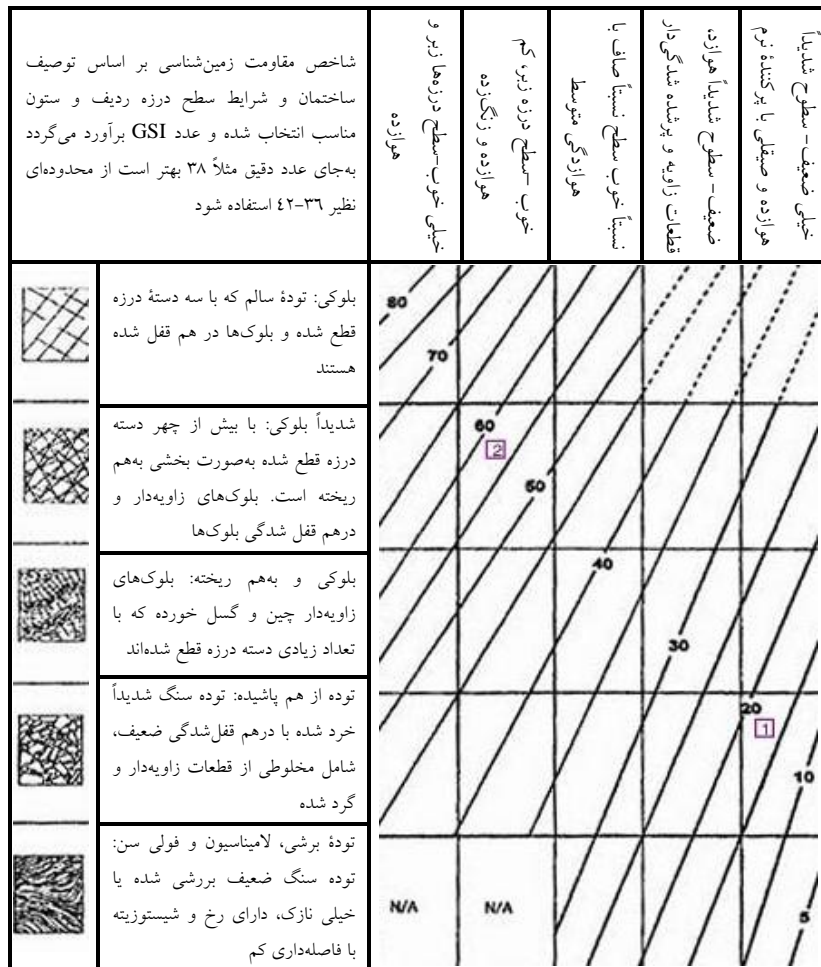 شاخص مقاومت زمین‌شناسی بر اساس توصیف
ساختمان و شرایط سطح درزه ردیف و ستون
مناسب انتخاب شده و عدد GSI برآورد می‌گردد
به‌جای عدد دقیق مثلاً ۳۸ بهتر است از محدوده‌ای
نظیر ۳۶-۴۲ استفاده شود
خیلی خوب-سطح درزه‌ها زبر و
هوازده
خوب -سطح درزه زبر، کم
هوازده و زنگ‌زده
نسبتاً خوب سطح نسبتاً صاف با
هوازدگی متوسط
ضعیف- سطوح شدیداً هوازد،
قطعات زاویه و پرشده شدگی‌دار
خیلی ضعیف- سطوح شدیداً
هوازده و صیقلی با پرکنندهٔ نرم
بلوکی: تودهٔ سالم که با سه دستهٔ درزه
قطع شده و بلوک‌ها در هم قفل شده
هستند
شدیداً بلوکی: با بیش از چهر دسته
درزه قطع شده به‌صورت بخشی به‌هم
ریخته است. بلوک‌های زاویه‌دار و
درهم قفل شدگی بلوک‌ها
بلوکی و به‌هم ریخته: بلوک‌های
زاویه‌دار چین و گسل خورده که با
تعداد زیادی دسته درزه قطع شده‌اند
توده از هم پاشیده: توده سنگ شدیداً
خرد شده با درهم قفل‌شدگی ضعیف،
شامل مخلوطی از قطعات زاویه‌دار و
گرد شده
تودهٔ برشی، لامیناسیون و فولی سن:
توده سنگ ضعیف بررشی شده یا
خیلی نازک، دارای رخ و شیستوزیته
با فاصله‌داری کم
80
70
60
2
50
40
30
20
1
10
N/A
N/A
5